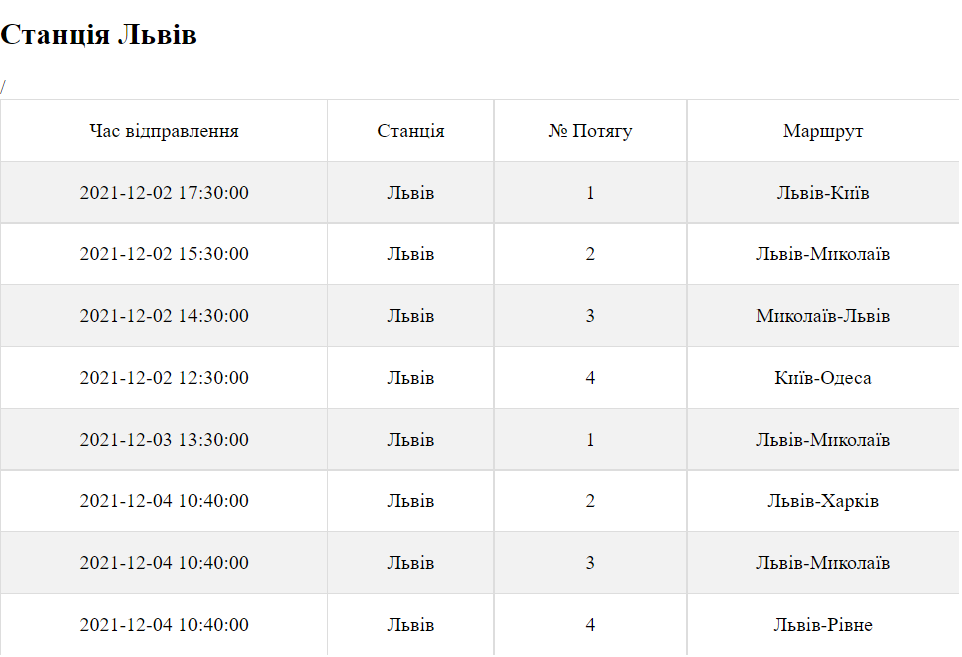 Станція Львів
/
Час відправлення Станція № Потягу Маршрут
2021-12-02 17:30:00 Львів 1 Львів-Київ
2021-12-02 15:30:00 Львів 2 Львів-Миколаїв
2021-12-02 14:30:00 Львів 3 Миколаїв-Львів
2021-12-02 12:30:00 Львів 4 Київ-Одеса
2021-12-03 13:30:00 Львів 1 Львів-Миколаїв
2021-12-04 10:40:00 Львів 2 Львів-Харків
2021-12-04 10:40:00 Львів 3 Львів-Миколаїв
2021-12-04 10:40:00 Львів 4 Львів-Рівне